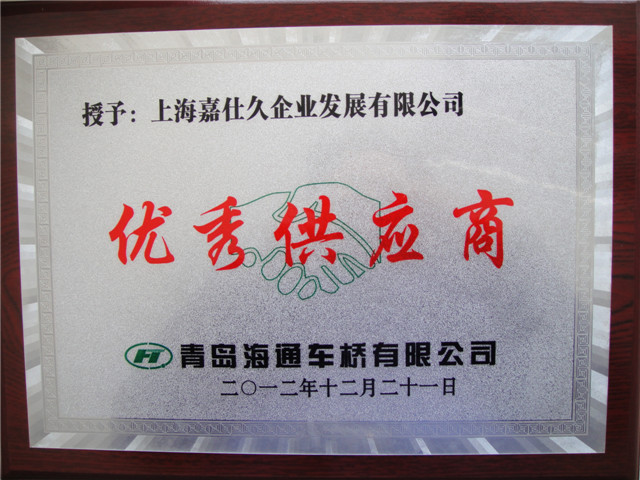 授予：上海嘉仕久企业发展有限公司
优秀供应商
HT 青岛海通车桥有限公司
二〇一二年十二月二十一日